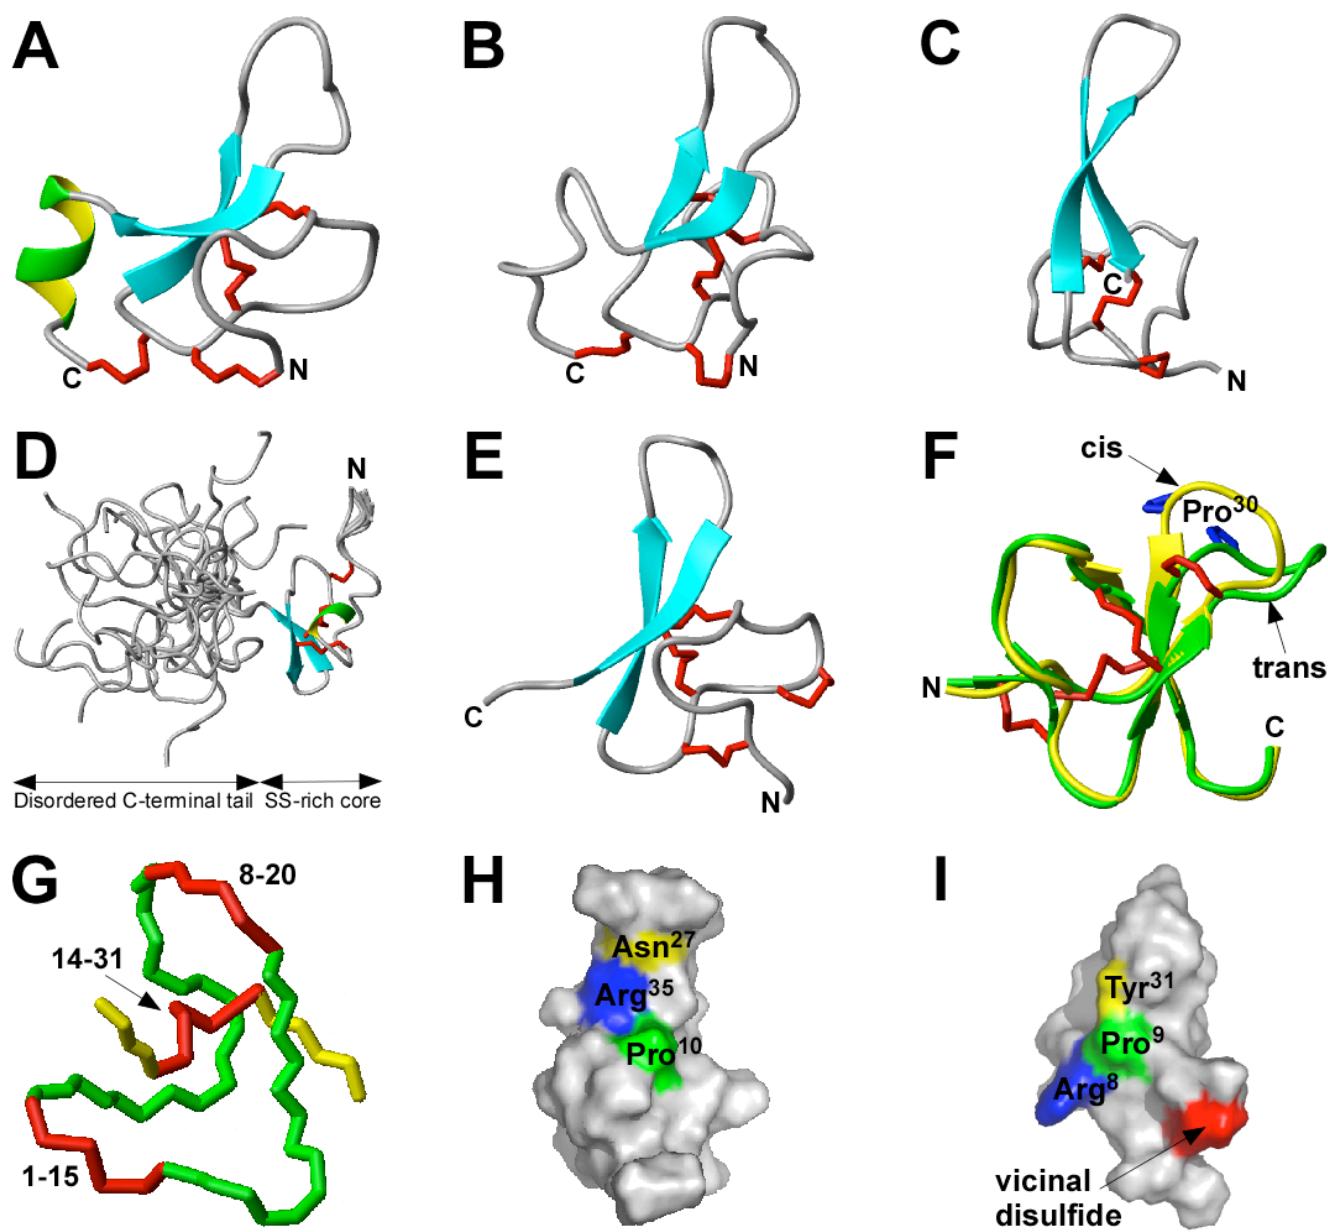 A
B
C
C
N
C
N
C
N
D
E
F
N
cis
Pro30
trans
N
C
C
N
Disordered C-terminal tail
SS-rich core
G
H
I
8-20
14-31
1-15
Asn27
Arg35
Pro10
Tyr31
Pro9
Arg8
vicinal
disulfide